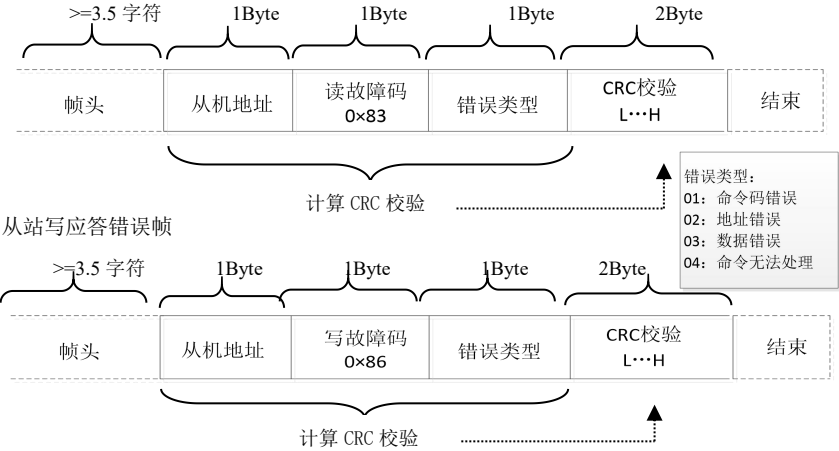 >=3.5 字符 1Byte 1Byte 1Byte 2Byte
帧头 从机地址 读故障码 错误类型 CRC校验 结束
0×83 L⋯H
计算 CRC 校验
错误类型：
01：命令码错误
02：地址错误
03：数据错误
04：命令无法处理
从站写应答错误帧
>=3.5 字符 1Byte 1Byte 1Byte 2Byte
帧头 从机地址 写故障码 错误类型 CRC校验 结束
0×86 L⋯H
计算 CRC 校验